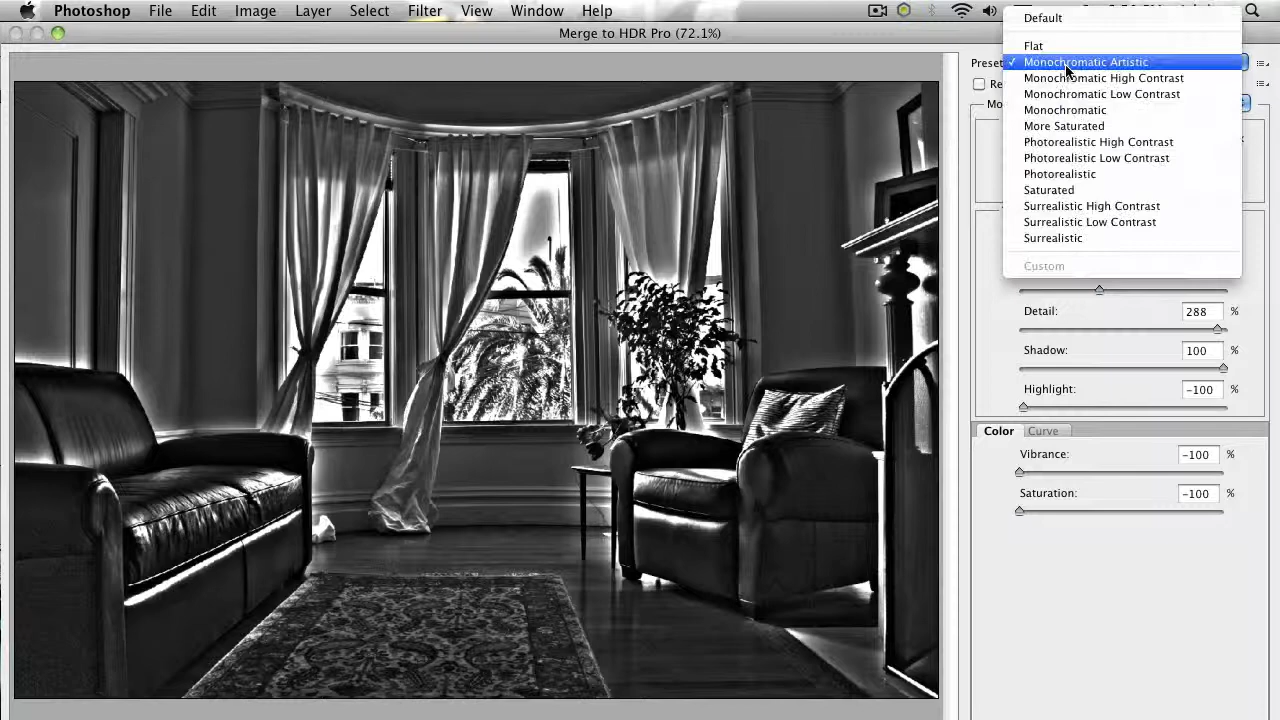 Photoshop File Edit Image Layer Select Filter View Window Help
Merge to HDR Pro (72.1%)
Preset
Default
Flat
✓ Monochromatic Artistic
Monochromatic High Contrast
Monochromatic Low Contrast
Monochromatic
More Saturated
Photorealistic High Contrast
Photorealistic Low Contrast
Photorealistic
Saturated
Surrealistic High Contrast
Surrealistic Low Contrast
Surrealistic
Custom
Re
Mo
Detail: 288 %
Shadow: 100 %
Highlight: -100 %
Color Curve
Vibrance: -100 %
Saturation: -100 %